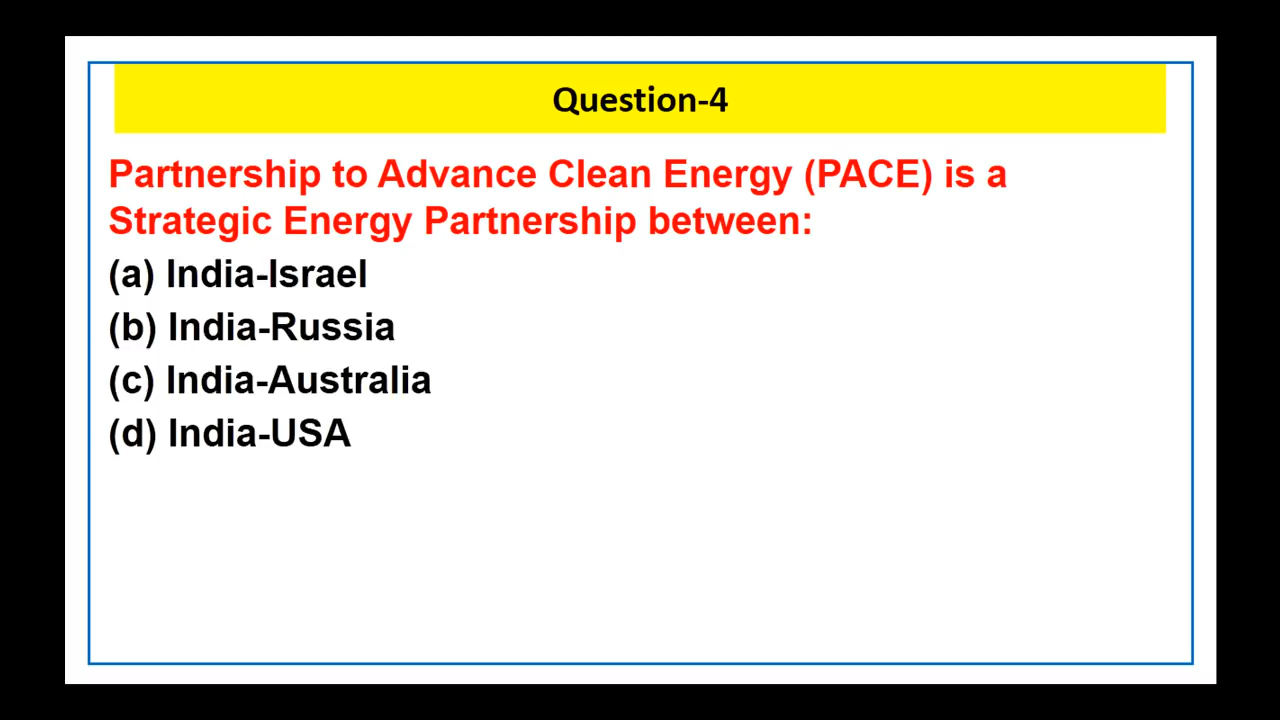 Question-4
Partnership to Advance Clean Energy (PACE) is a
Strategic Energy Partnership between:
(a) India-Israel
(b) India-Russia
(c) India-Australia
(d) India-USA